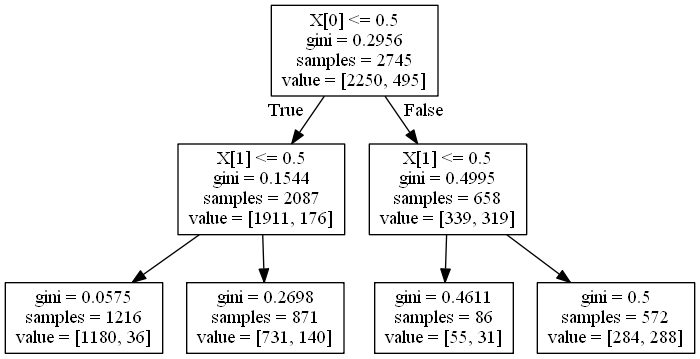 X[0] <= 0.5
gini = 0.2956
samples = 2745
value = [2250, 495]
True
False
X[1] <= 0.5
gini = 0.1544
samples = 2087
value = [1911, 176]
X[1] <= 0.5
gini = 0.4995
samples = 658
value = [339, 319]
gini = 0.0575
samples = 1216
value = [1180, 36]
gini = 0.2698
samples = 871
value = [731, 140]
gini = 0.4611
samples = 86
value = [55, 31]
gini = 0.5
samples = 572
value = [284, 288]